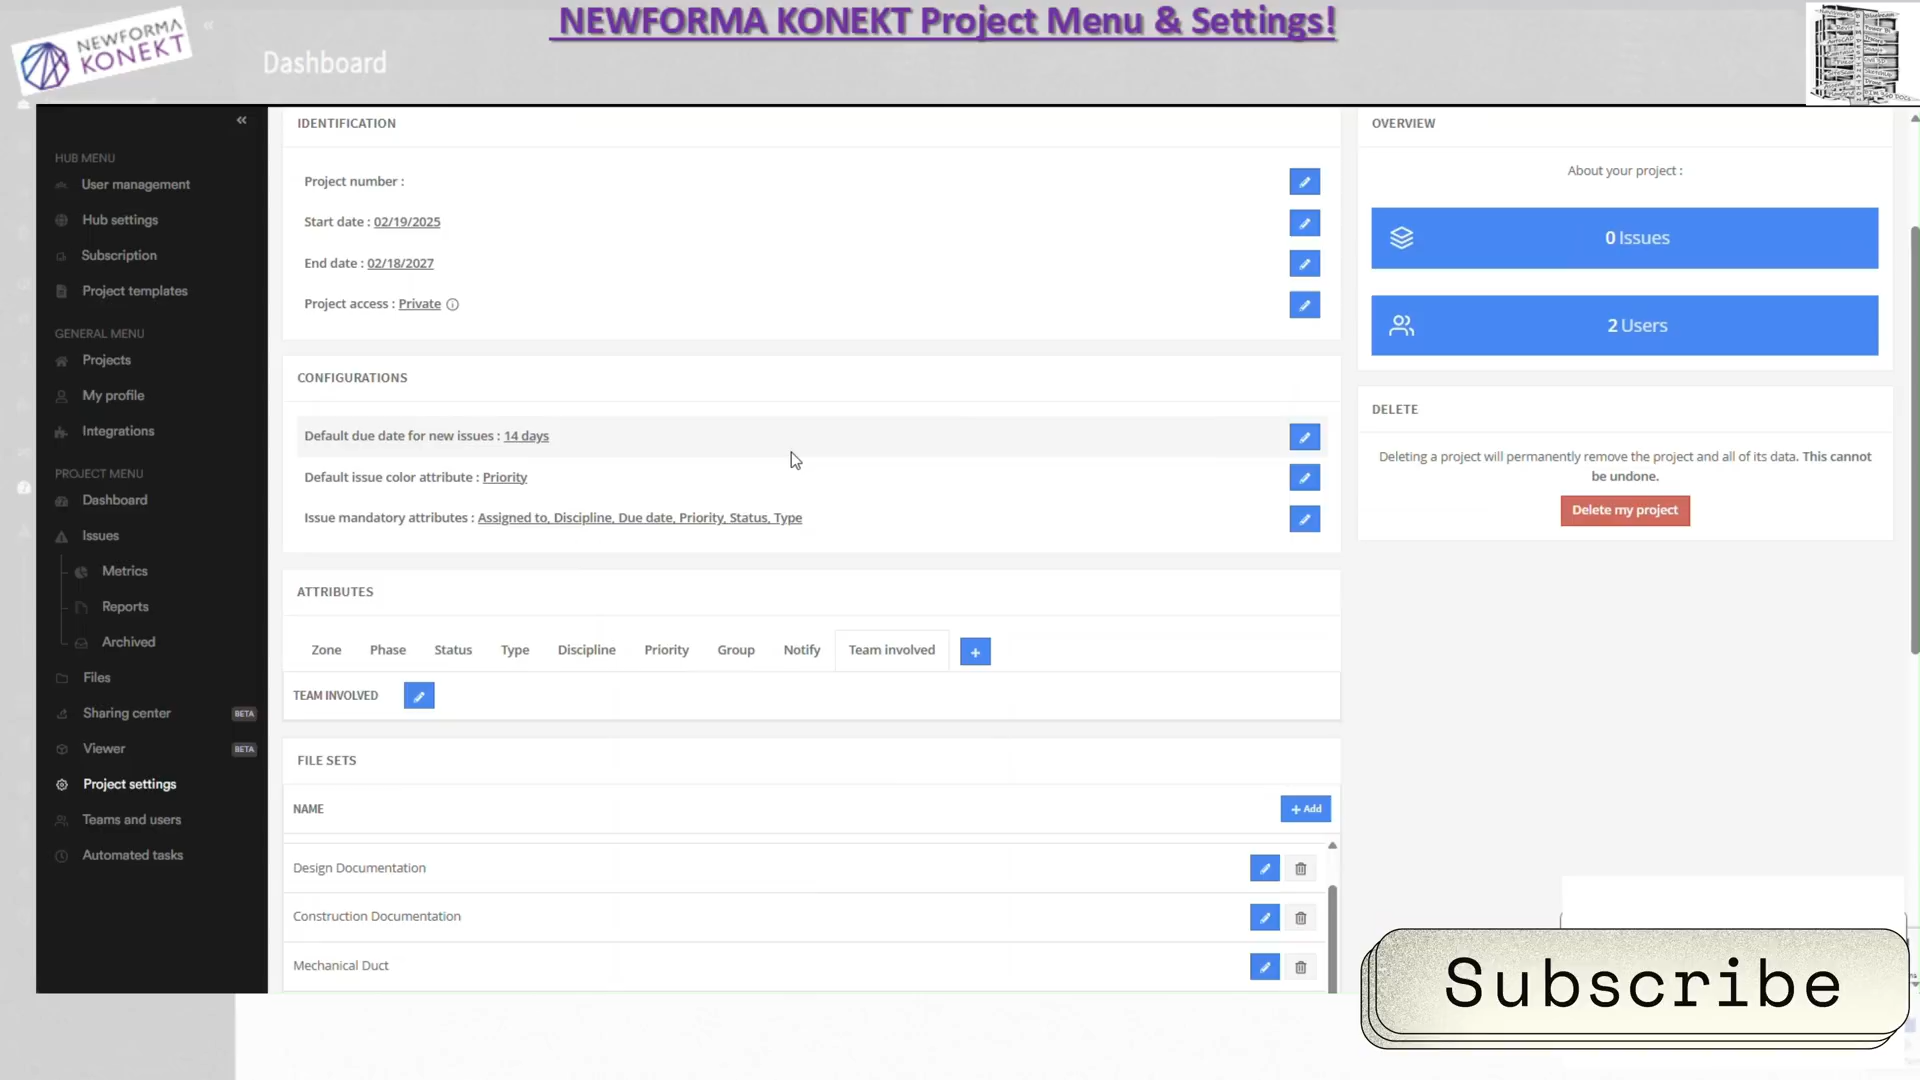 NEWFORMA KONEKT Project Menu & Settings!
NEWFORMA
KONEKT
Dashboard
HUB MENU
User management
Hub settings
Subscription
Project templates
GENERAL MENU
Projects
My profile
Integrations
PROJECT MENU
Dashboard
Issues
Metrics
Reports
Archived
Files
Sharing center BETA
Viewer BETA
Project settings
Teams and users
Automated tasks
IDENTIFICATION
Project number :
Start date : 02/19/2025
End date : 02/18/2027
Project access : Private
CONFIGURATIONS
Default due date for new issues : 14 days
Default issue color attribute : Priority
Issue mandatory attributes : Assigned to, Discipline, Due date, Priority, Status, Type
ATTRIBUTES
Zone Phase Status Type Discipline Priority Group Notify Team involved +
TEAM INVOLVED
FILE SETS
NAME
+ Add
Design Documentation
Construction Documentation
Mechanical Duct
OVERVIEW
About your project :
0 Issues
2 Users
DELETE
Deleting a project will permanently remove the project and all of its data. This cannot
be undone.
Delete my project
Subscribe